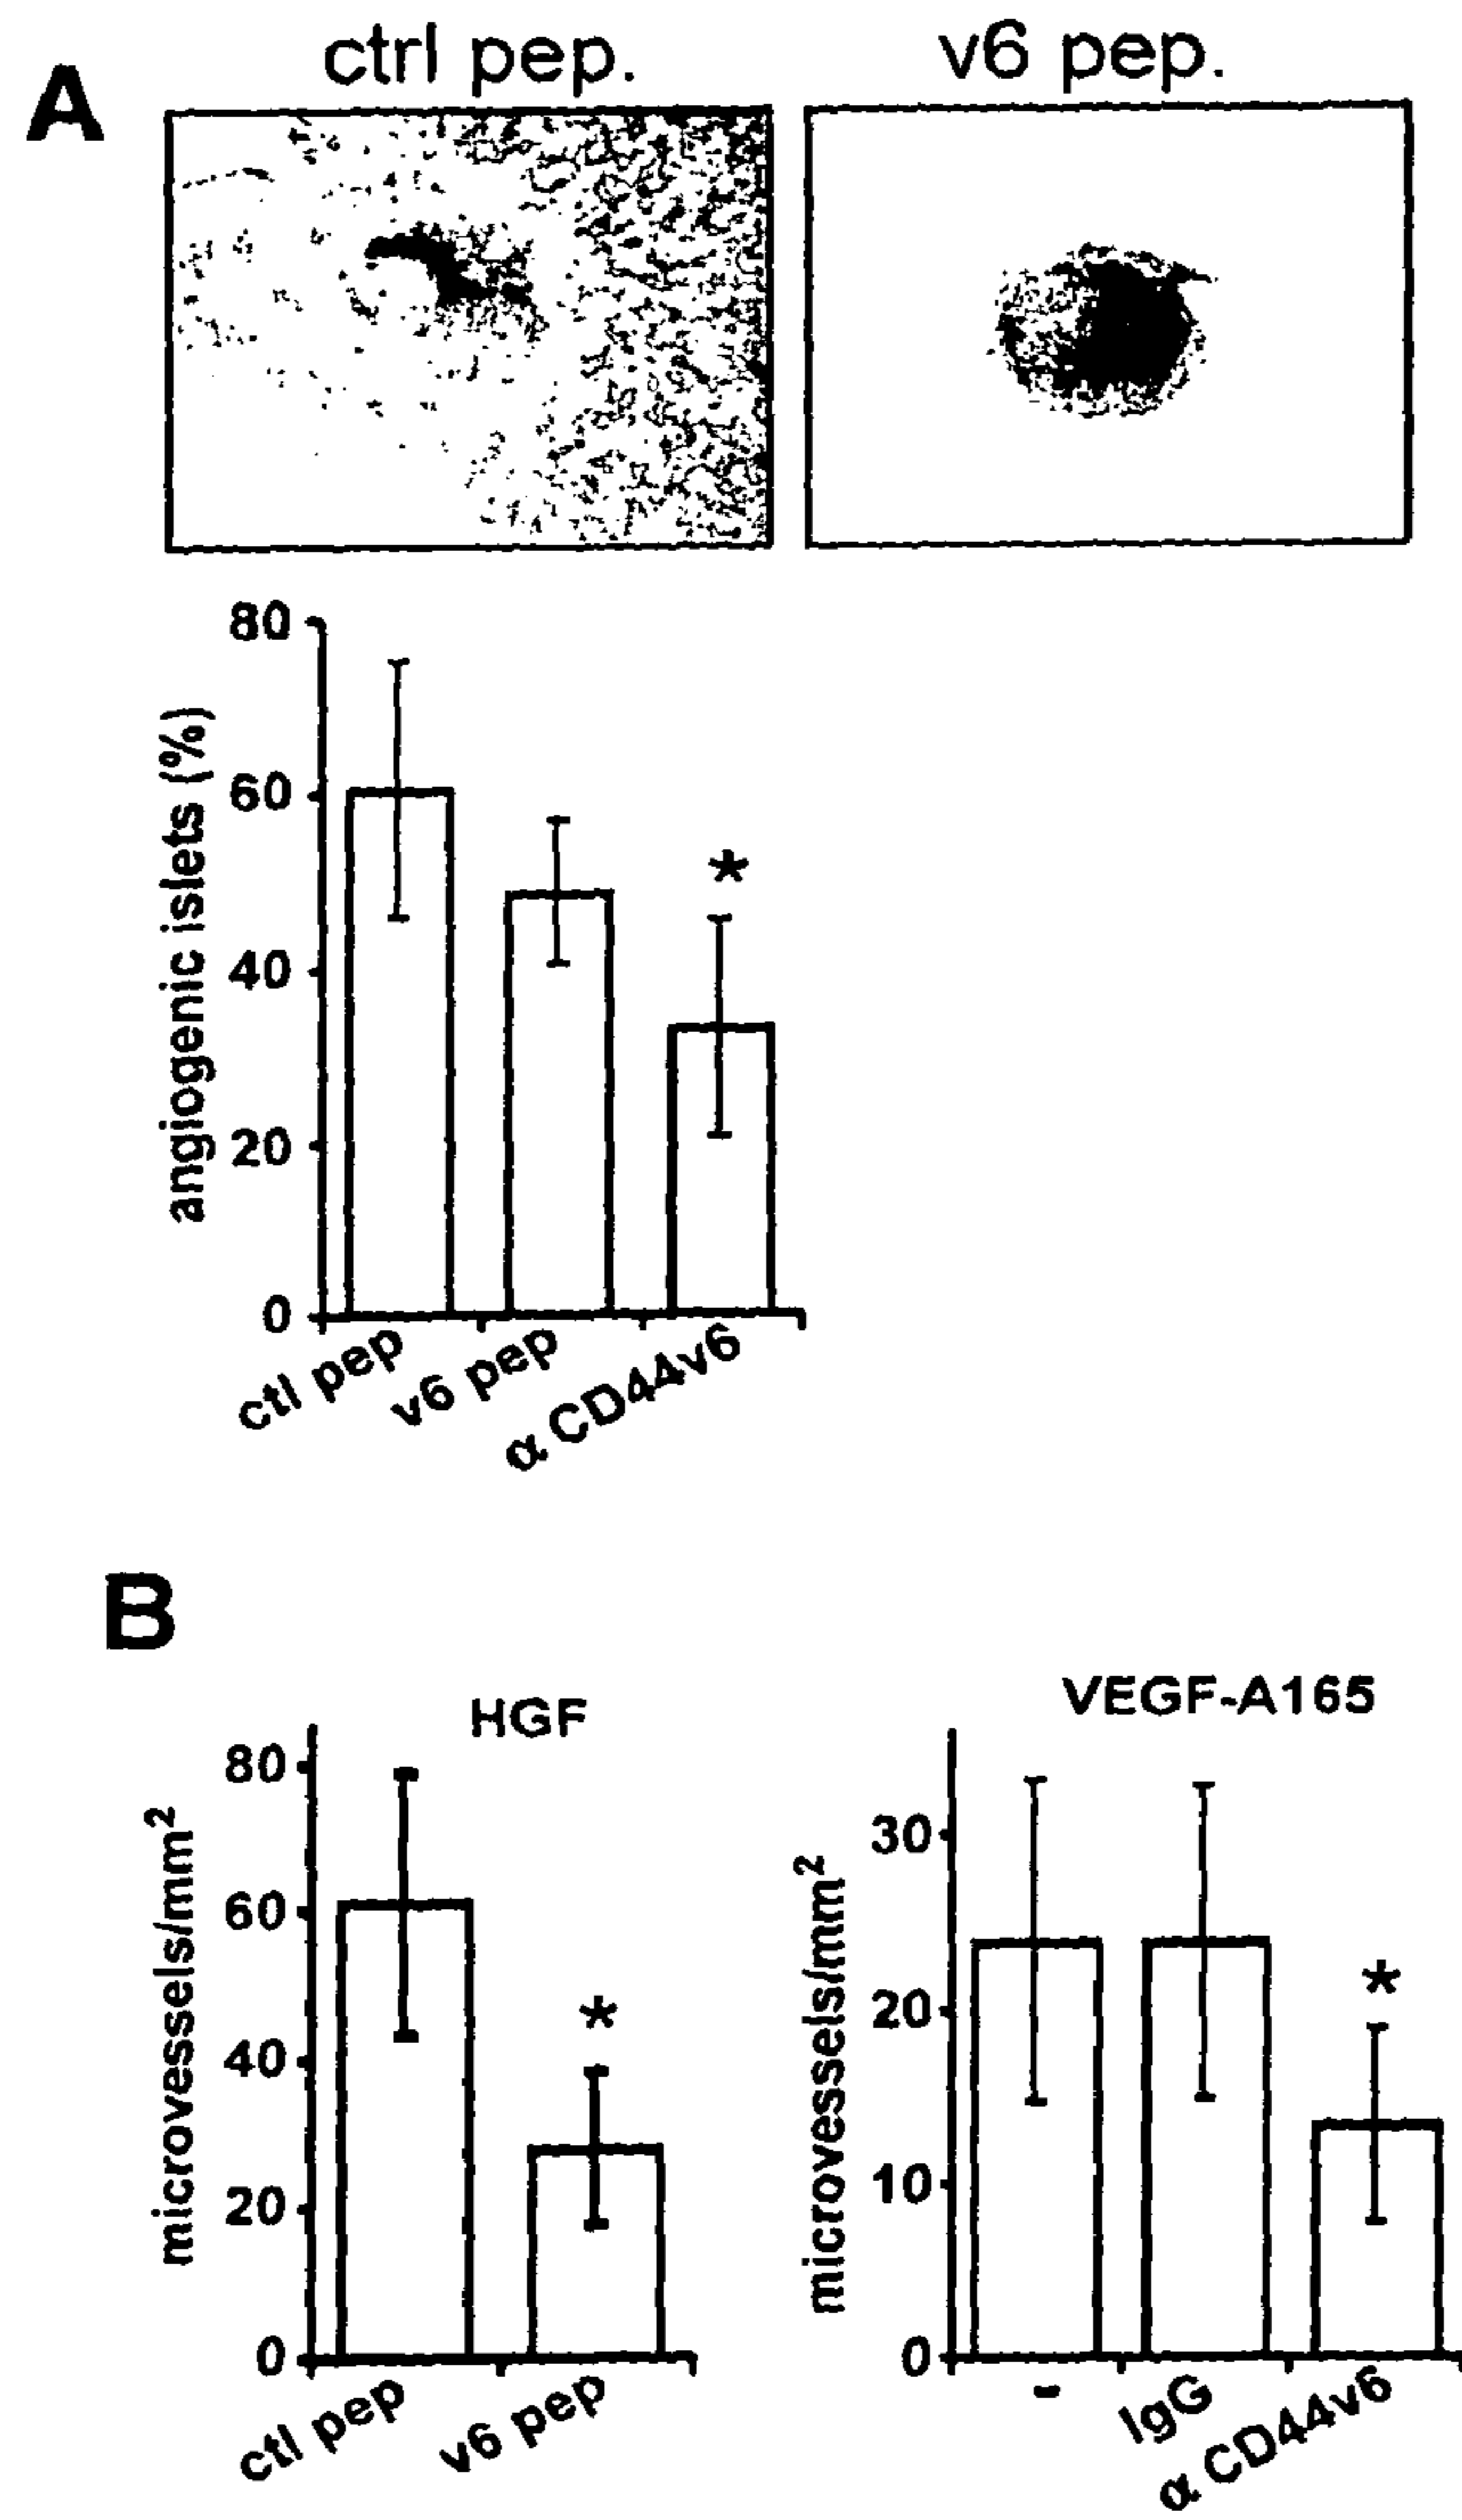 A
ctrl pep.
v6 pep.
angiogenic islets (%)
80
60
40
20
0
*
ctl pep
v6 pep
α CD44v6
B
HGF
microvessels/mm²
80
60
40
20
0
*
ctl pep
v6 pep
VEGF-A165
microvessels/mm²
30
20
10
0
*
-
IgG
α CD44v6